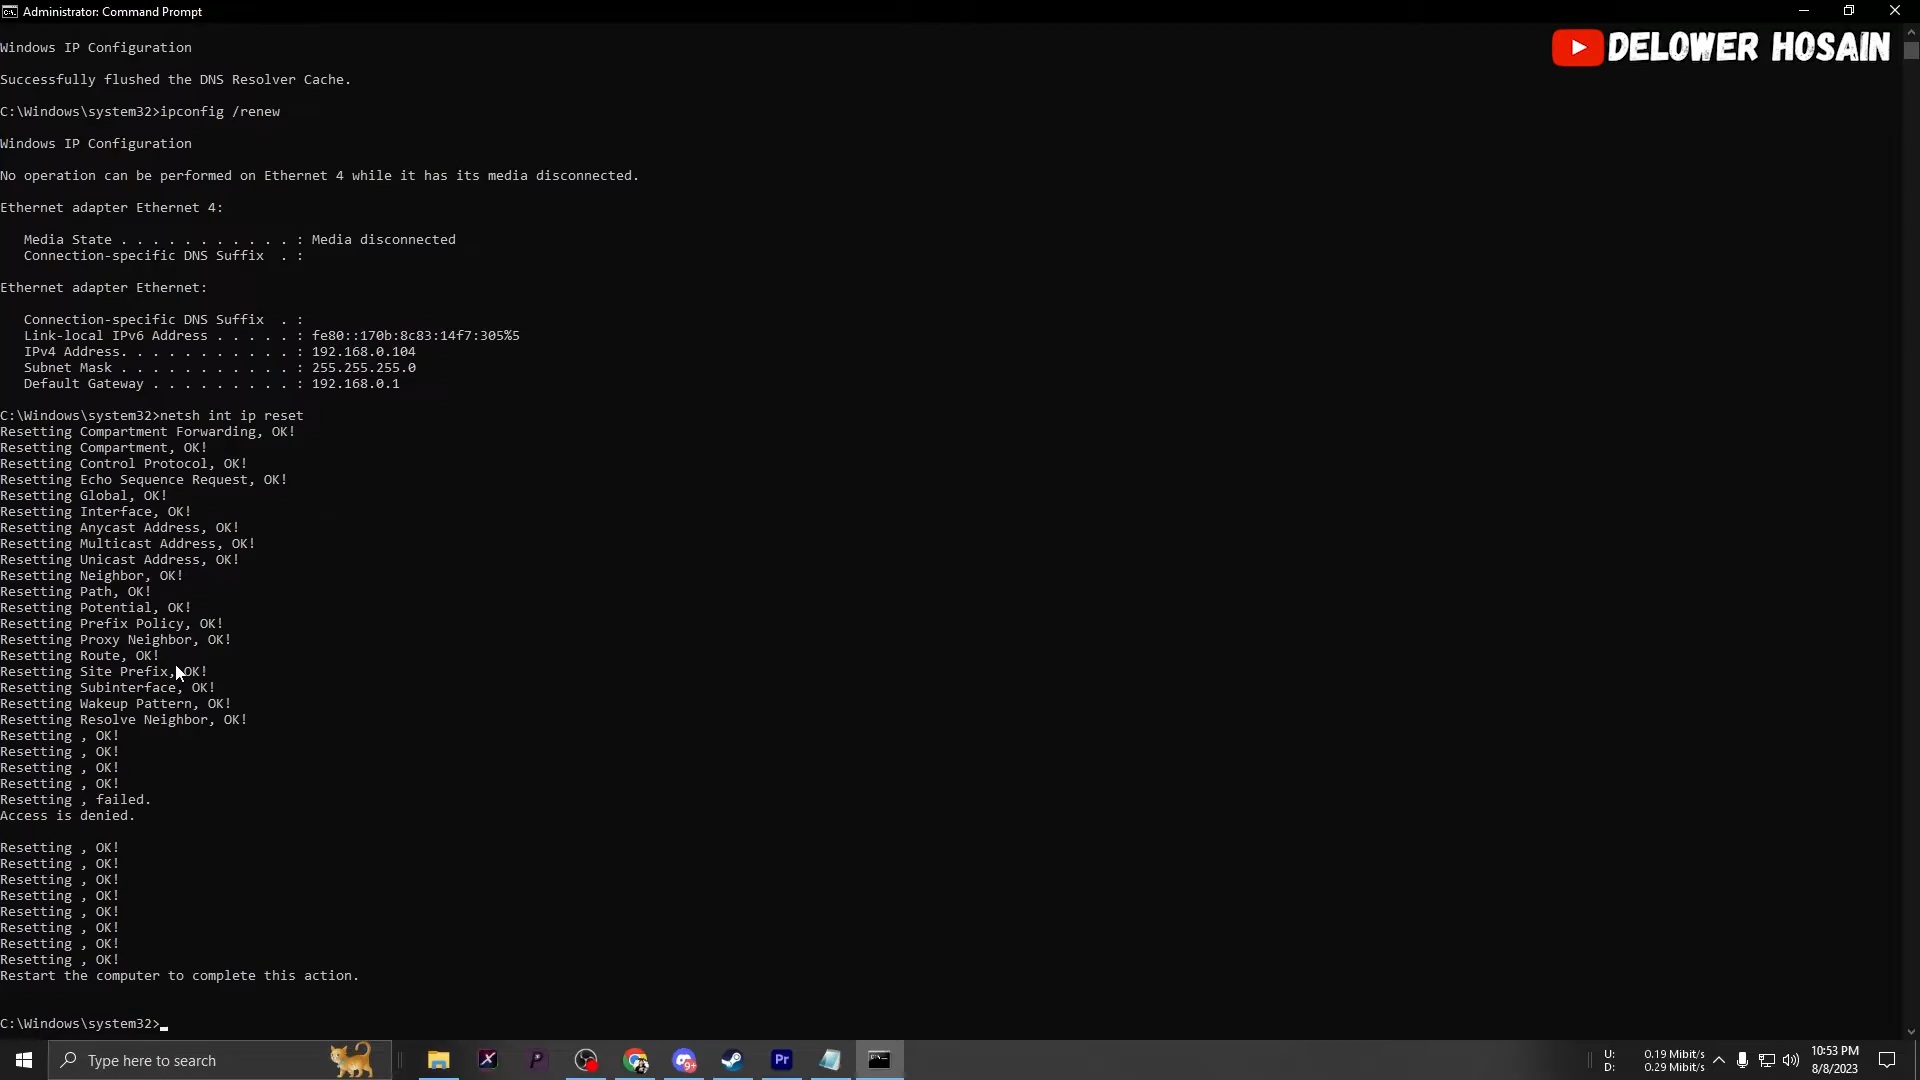 Administrator: Command Prompt
DELOWER HOSAIN
Windows IP Configuration
Successfully flushed the DNS Resolver Cache.
C:\Windows\system32>ipconfig /renew
Windows IP Configuration
No operation can be performed on Ethernet 4 while it has its media disconnected.
Ethernet adapter Ethernet 4:
Media State . . . . . . . . . . . : Media disconnected
Connection-specific DNS Suffix  . :
Ethernet adapter Ethernet:
Connection-specific DNS Suffix  . :
Link-local IPv6 Address . . . . . : fe80::170b:8c83:14f7:305%5
IPv4 Address. . . . . . . . . . . : 192.168.0.104
Subnet Mask . . . . . . . . . . . : 255.255.255.0
Default Gateway . . . . . . . . . : 192.168.0.1
C:\Windows\system32>netsh int ip reset
Resetting Compartment Forwarding, OK!
Resetting Compartment, OK!
Resetting Control Protocol, OK!
Resetting Echo Sequence Request, OK!
Resetting Global, OK!
Resetting Interface, OK!
Resetting Anycast Address, OK!
Resetting Multicast Address, OK!
Resetting Unicast Address, OK!
Resetting Neighbor, OK!
Resetting Path, OK!
Resetting Potential, OK!
Resetting Prefix Policy, OK!
Resetting Proxy Neighbor, OK!
Resetting Route, OK!
Resetting Site Prefix, OK!
Resetting Subinterface, OK!
Resetting Wakeup Pattern, OK!
Resetting Resolve Neighbor, OK!
Resetting , OK!
Resetting , OK!
Resetting , OK!
Resetting , OK!
Resetting , failed.
Access is denied.
Resetting , OK!
Resetting , OK!
Resetting , OK!
Resetting , OK!
Resetting , OK!
Resetting , OK!
Resetting , OK!
Resetting , OK!
Restart the computer to complete this action.
C:\Windows\system32>
Type here to search
9+
Pr
U: 0.19 Mibit/s
D: 0.29 Mibit/s
10:53 PM
8/8/2023